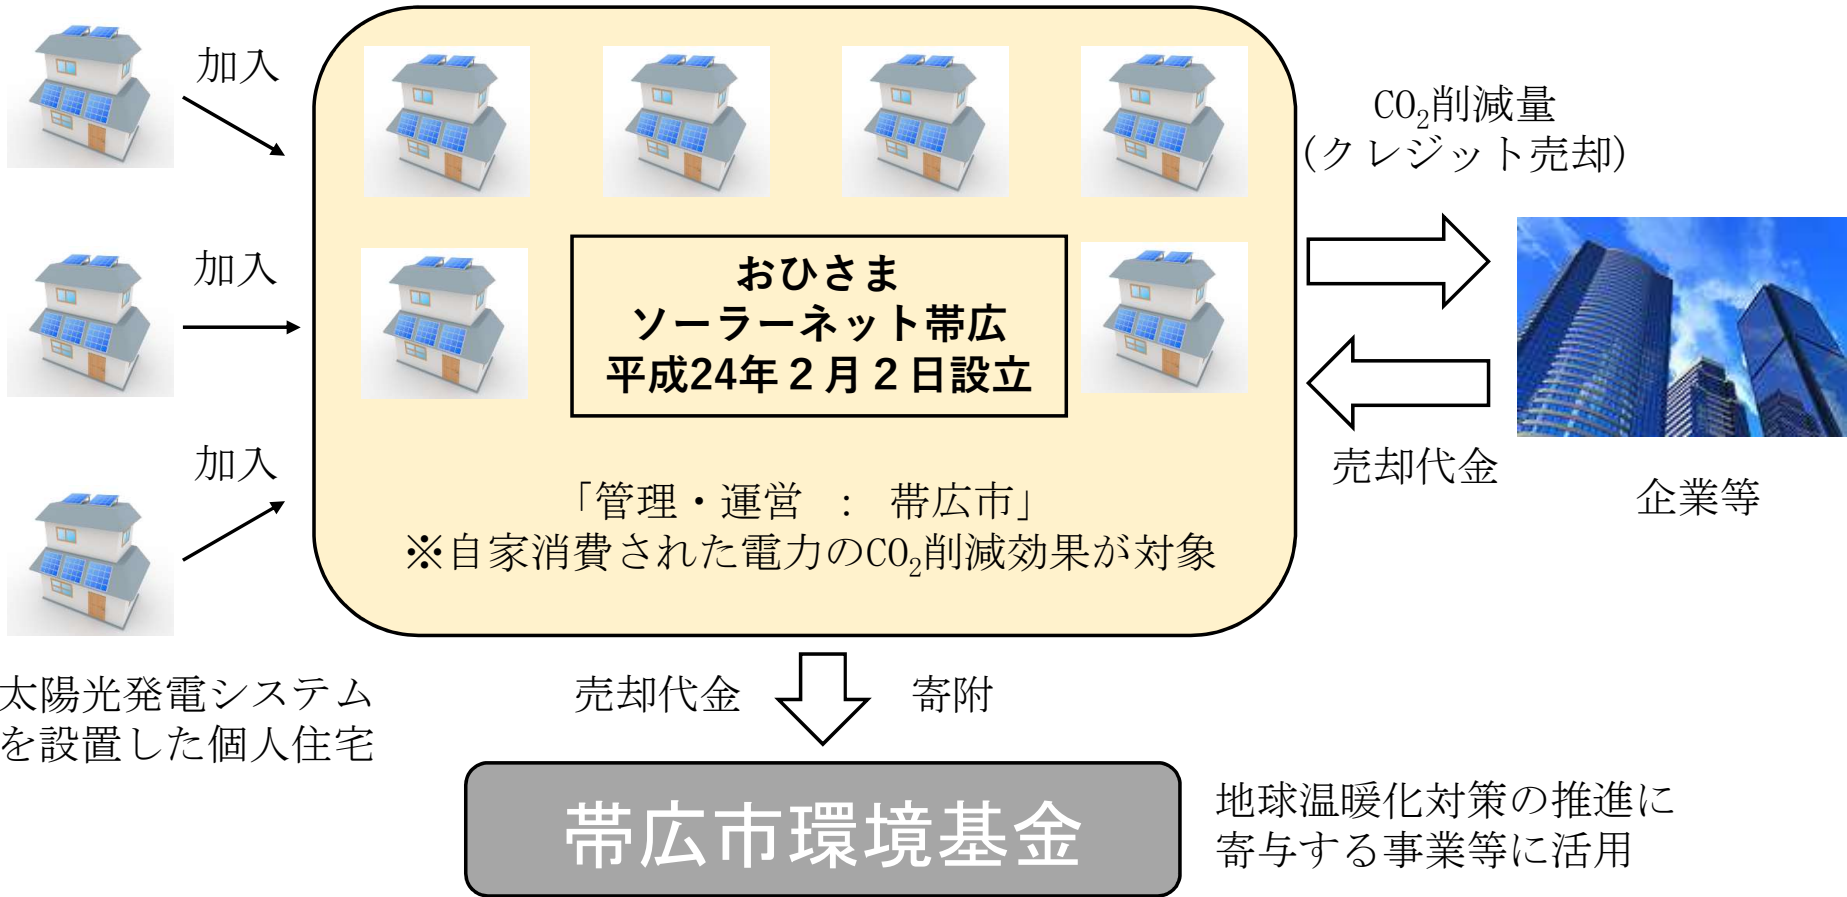 加入
加入
加入
太陽光発電システム
を設置した個人住宅
おひさま
ソーラーネット帯広
平成24年２月２日設立
「管理・運営　：　帯広市」
※自家消費された電力のCO₂削減効果が対象
CO₂削減量
(クレジット売却)
売却代金
企業等
売却代金
寄附
帯広市環境基金
地球温暖化対策の推進に
寄与する事業等に活用